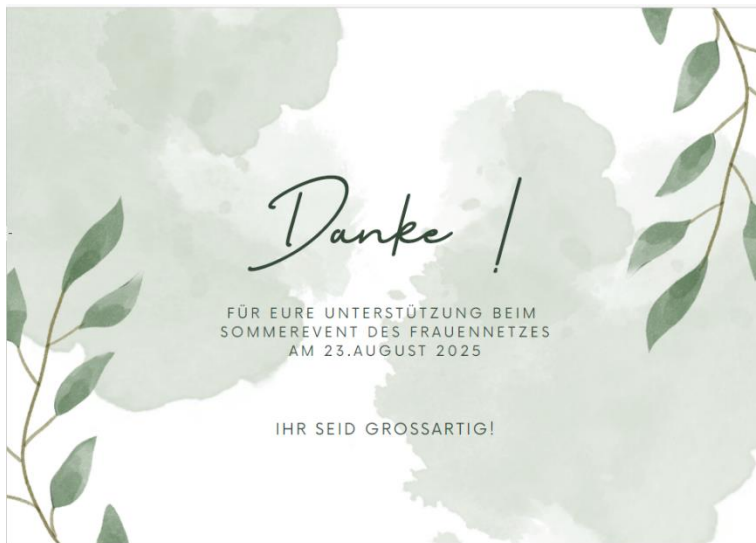 Danke !
FÜR EURE UNTERSTÜTZUNG BEIM
SOMMEREVENT DES FRAUENNETZES
AM 23.AUGUST 2025
IHR SEID GROSSARTIG!